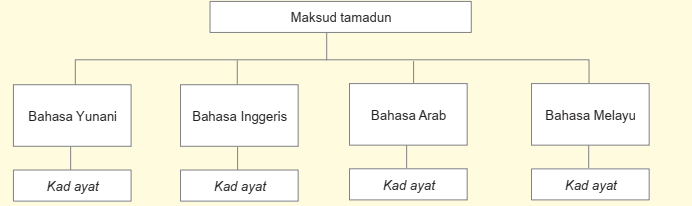 Maksud tamadun
Bahasa Yunani
Bahasa Inggeris
Bahasa Arab
Bahasa Melayu
Kad ayat
Kad ayat
Kad ayat
Kad ayat